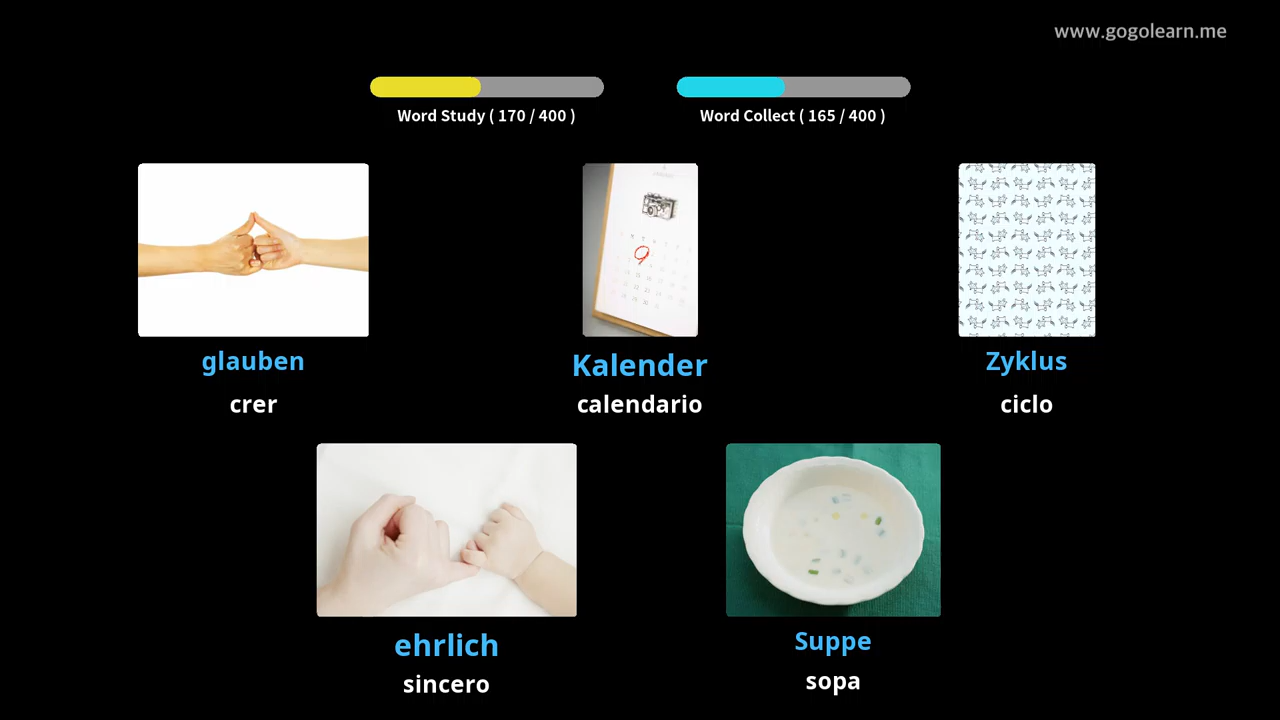 www.gogolearn.me
Word Study ( 170 / 400 )
Word Collect ( 165 / 400 )
glauben
Kalender
Zyklus
crer
calendario
ciclo
ehrlich
Suppe
sincero
sopa